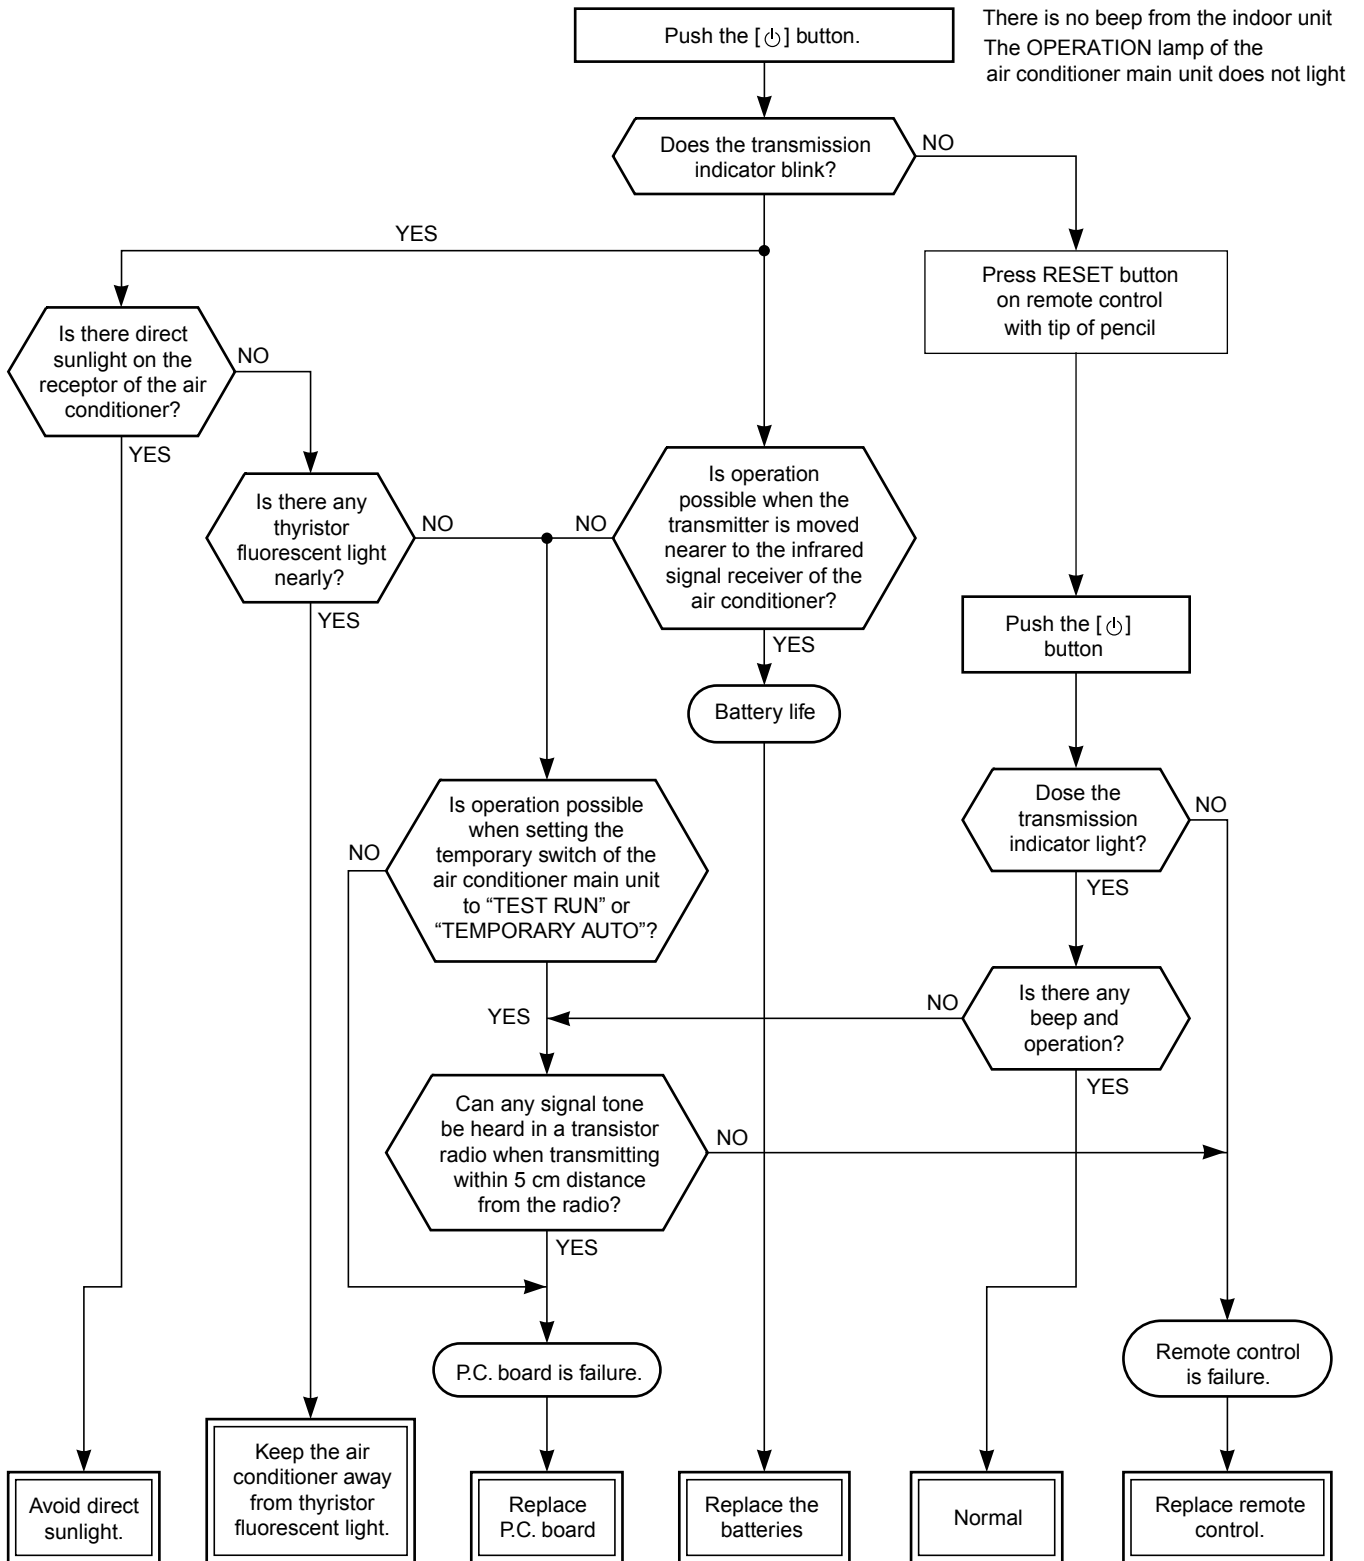 Push the [⏻] button.
There is no beep from the indoor unit
The OPERATION lamp of the
air conditioner main unit does not light
Does the transmission
indicator blink?
NO
YES
Press RESET button
on remote control
with tip of pencil
Is there direct
sunlight on the
receptor of the air
conditioner?
NO
YES
Is there any
thyristor
fluorescent light
nearly?
NO
YES
Is operation
possible when the
transmitter is moved
nearer to the infrared
signal receiver of the
air conditioner?
NO
YES
Push the [⏻]
button
Battery life
Is operation possible
when setting the
temporary switch of the
air conditioner main unit
to “TEST RUN” or
“TEMPORARY AUTO”?
NO
YES
Dose the
transmission
indicator light?
NO
YES
Is there any
beep and
operation?
NO
YES
Can any signal tone
be heard in a transistor
radio when transmitting
within 5 cm distance
from the radio?
NO
YES
P.C. board is failure.
Remote control
is failure.
Avoid direct
sunlight.
Keep the air
conditioner away
from thyristor
fluorescent light.
Replace
P.C. board
Replace the
batteries
Normal
Replace remote
control.